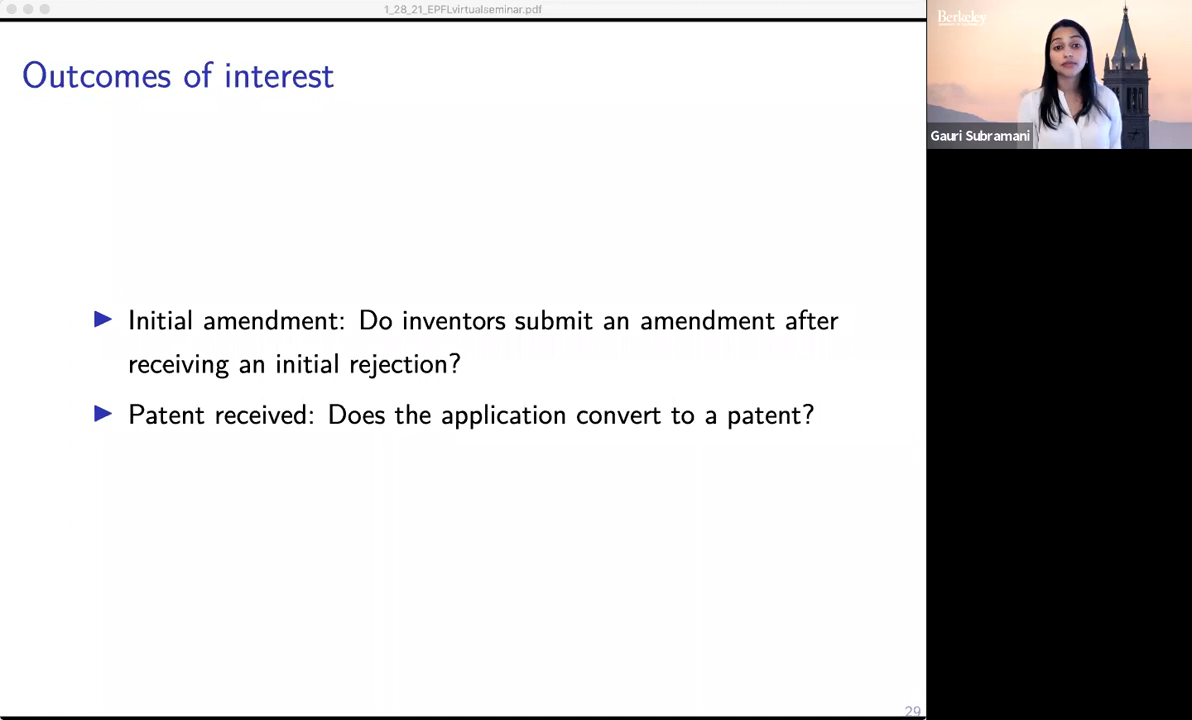 1_28_21_EPFLvirtualseminar.pdf
Berkeley
Outcomes of interest
Gauri Subramani
▶ Initial amendment: Do inventors submit an amendment after
receiving an initial rejection?
▶ Patent received: Does the application convert to a patent?
29